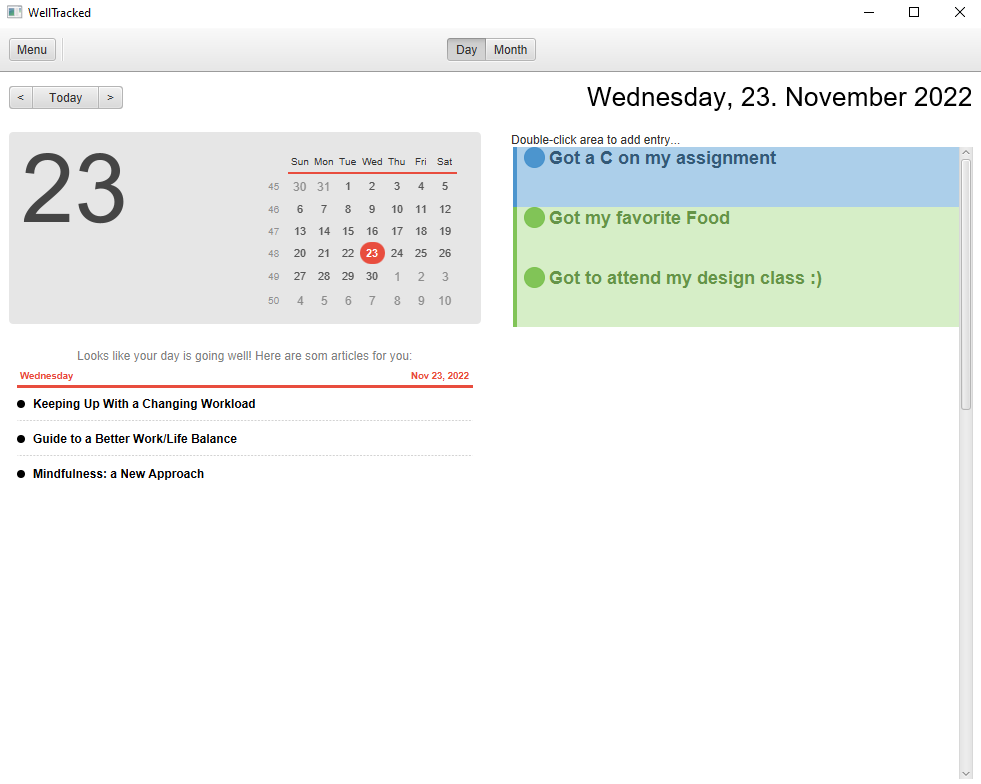 WellTracked
Menu
Day Month
< Today >
Wednesday, 23. November 2022
23
Sun Mon Tue Wed Thu Fri Sat
45 30 31 1 2 3 4 5
46 6 7 8 9 10 11 12
47 13 14 15 16 17 18 19
48 20 21 22 23 24 25 26
49 27 28 29 30 1 2 3
50 4 5 6 7 8 9 10
Looks like your day is going well! Here are som articles for you:
Wednesday Nov 23, 2022
Keeping Up With a Changing Workload
Guide to a Better Work/Life Balance
Mindfulness: a New Approach
Double-click area to add entry...
Got a C on my assignment
Got my favorite Food
Got to attend my design class :)